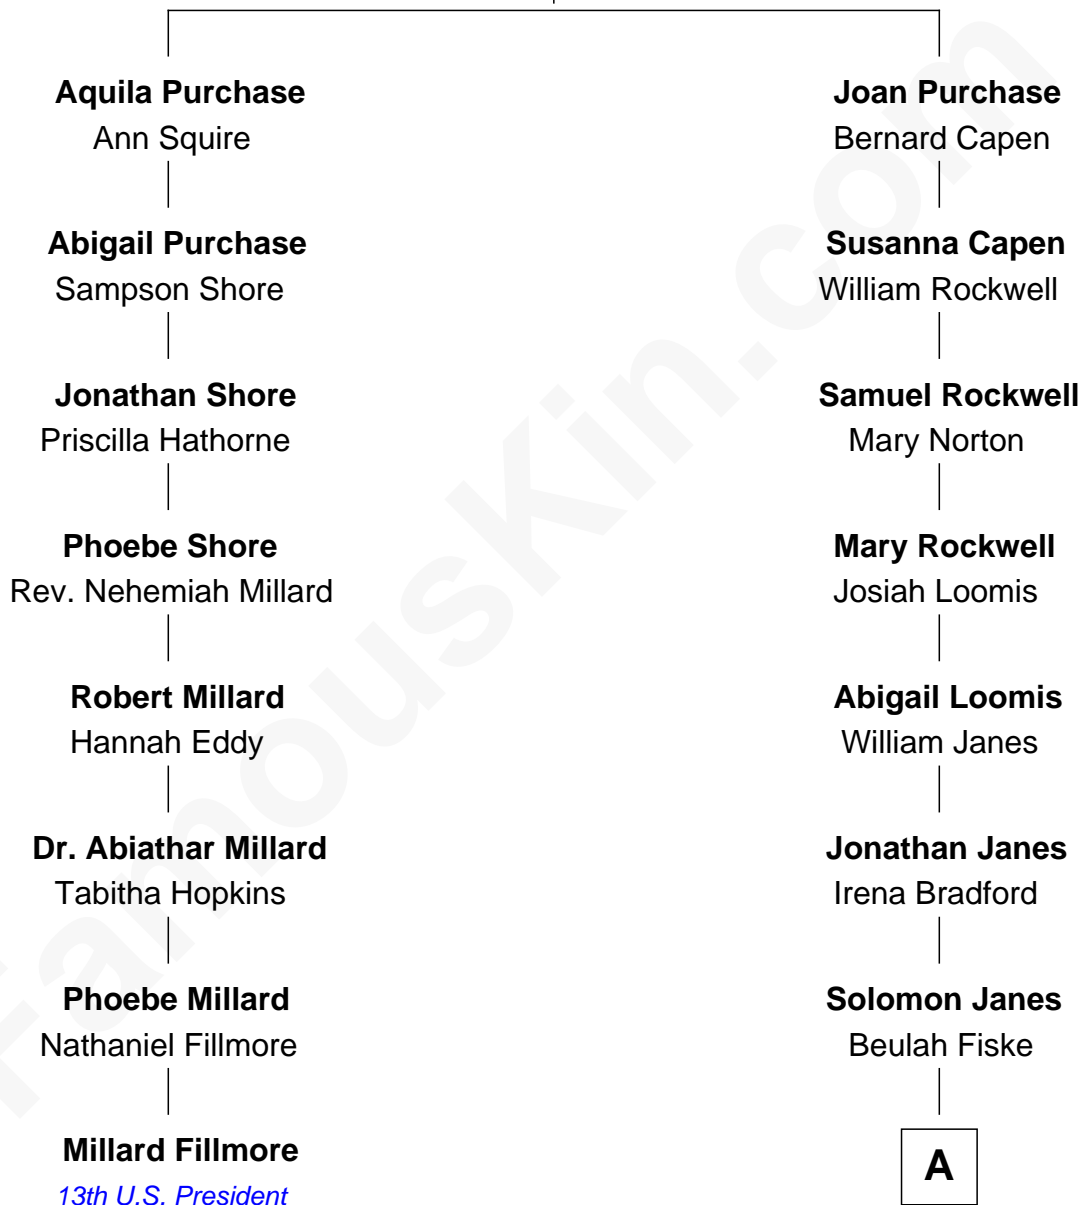 Aquila Purchase
Ann Squire
Abigail Purchase
Sampson Shore
Jonathan Shore
Priscilla Hathorne
Phoebe Shore
Rev. Nehemiah Millard
Robert Millard
Hannah Eddy
Dr. Abiathar Millard
Tabitha Hopkins
Phoebe Millard
Nathaniel Fillmore
Millard Fillmore
13th U.S. President
Joan Purchase
Bernard Capen
Susanna Capen
William Rockwell
Samuel Rockwell
Mary Norton
Mary Rockwell
Josiah Loomis
Abigail Loomis
William Janes
Jonathan Janes
Irena Bradford
Solomon Janes
Beulah Fiske
A
FamousKin.com